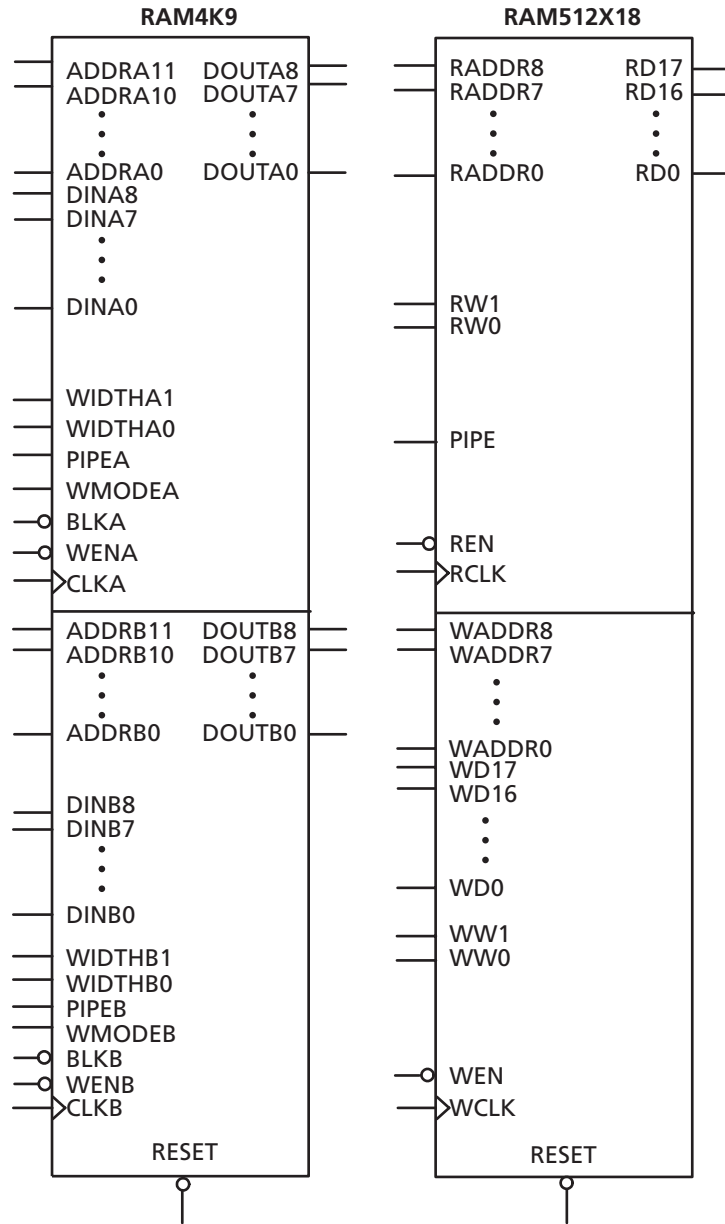 RAM4K9
ADDRA11 DOUTA8
ADDRA10 DOUTA7
ADDRA0 DOUTA0
DINA8
DINA7
DINA0
WIDTHA1
WIDTHA0
PIPEA
WMODEA
BLKA
WENA
CLKA
ADDRB11 DOUTB8
ADDRB10 DOUTB7
ADDRB0 DOUTB0
DINB8
DINB7
DINB0
WIDTHB1
WIDTHB0
PIPEB
WMODEB
BLKB
WENB
CLKB
RESET
RAM512X18
RADDR8 RD17
RADDR7 RD16
RADDR0 RD0
RW1
RW0
PIPE
REN
RCLK
WADDR8
WADDR7
WADDR0
WD17
WD16
WD0
WW1
WW0
WEN
WCLK
RESET